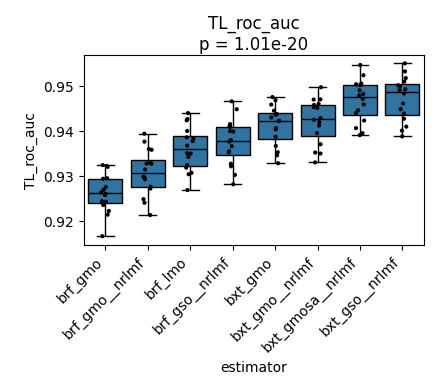 TL_roc_auc
p = 1.01e-20
TL_roc_auc
0.95
0.94
0.93
0.92
brf_gmo
brf_gmo__nrlmf
brf_lmo
brf_gso__nrlmf
bxt_gmo
bxt_gmo__nrlmf
bxt_gmosa__nrlmf
bxt_gso__nrlmf
estimator